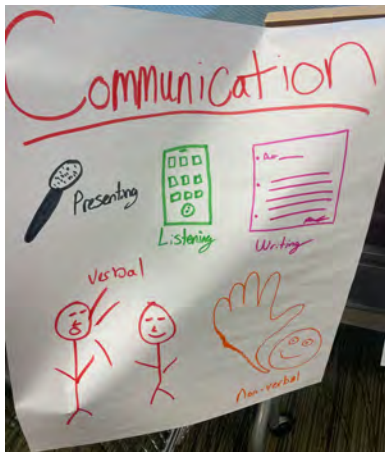 Communication
Presenting
Listening
Writing
verbal
Non-verbal